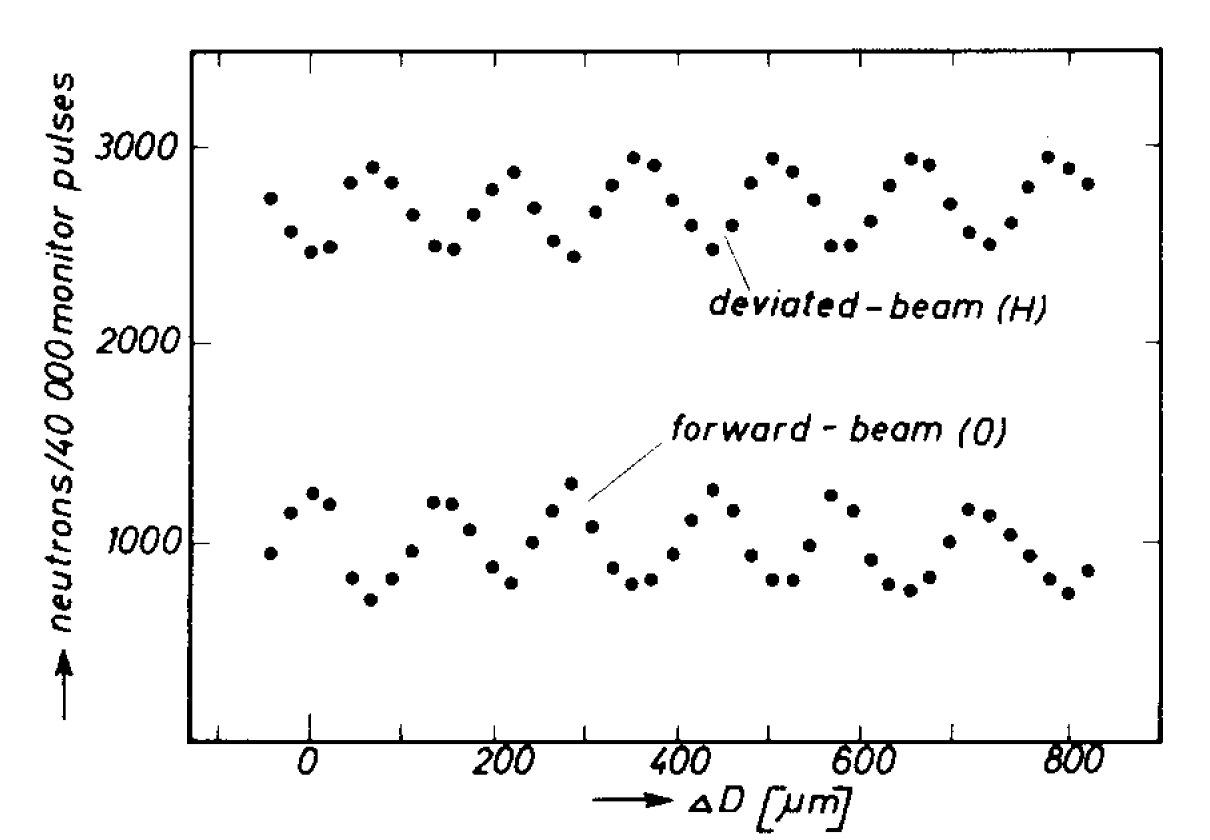 neutrons/40 000 monitor pulses
3000
2000
1000
deviated-beam (H)
forward - beam (0)
0 200 400 600 800
ΔD [μm]